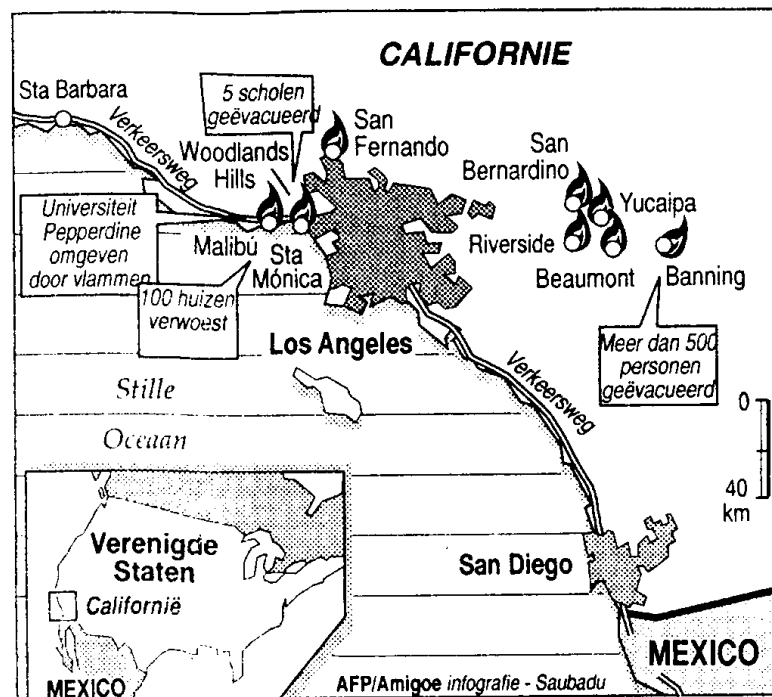 CALIFORNIE
Sta Barbara
Verkeersweg
5 scholen
geëvacueerd
San
Fernando
Woodlands
Hills
San
Bernardino
Yucaipa
Universiteit
Pepperdine
omgeven
door vlammen
Malibú
Sta
Mónica
Riverside
Beaumont
Banning
100 huizen
verwoest
Los Angeles
Meer dan 500
personen
geëvacueerd
Verkeersweg
Stille
Oceaan
0
40
km
Verenigde
Staten
Californië
MEXICO
San Diego
MEXICO
AFP/Amigoe infografie - Saubadu